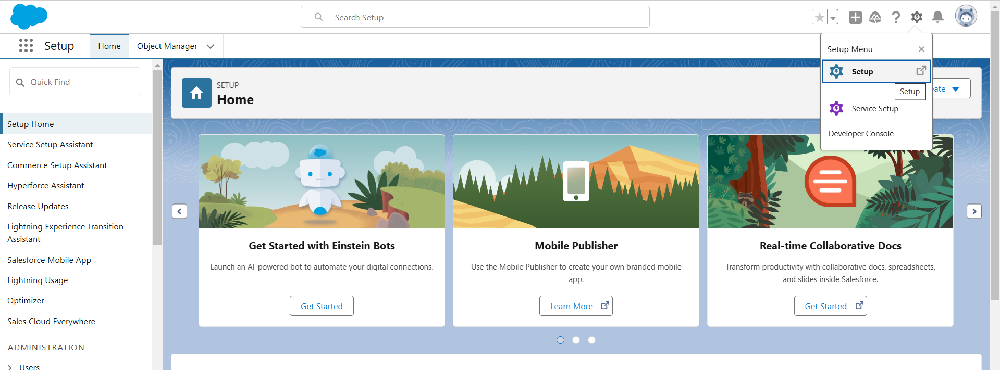 Search Setup
Setup
Home
Object Manager
Setup Menu
Setup
Setup
Service Setup
Developer Console
Quick Find
Setup Home
Service Setup Assistant
Commerce Setup Assistant
Hyperforce Assistant
Release Updates
Lightning Experience Transition
Assistant
Salesforce Mobile App
Lightning Usage
Optimizer
Sales Cloud Everywhere
ADMINISTRATION
Users
SETUP
Home
Get Started with Einstein Bots
Launch an AI-powered bot to automate your digital connections.
Get Started
Mobile Publisher
Use the Mobile Publisher to create your own branded mobile
app.
Learn More
Real-time Collaborative Docs
Transform productivity with collaborative docs, spreadsheets,
and slides inside Salesforce.
Get Started